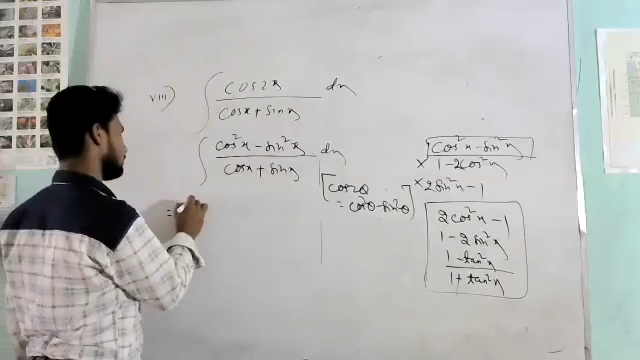 viii) ∫ cos2x / cosx + sinx dx
∫ cos²x − sin²x / cosx + sinx dx
=
[cos2θ
= cos²θ − sin²θ]
cos²x − sin²x
× 1 − 2cos²x
× 2sin²x − 1
2cos²x − 1
1 − 2sin²x
1 − tan²x
1 + tan²x